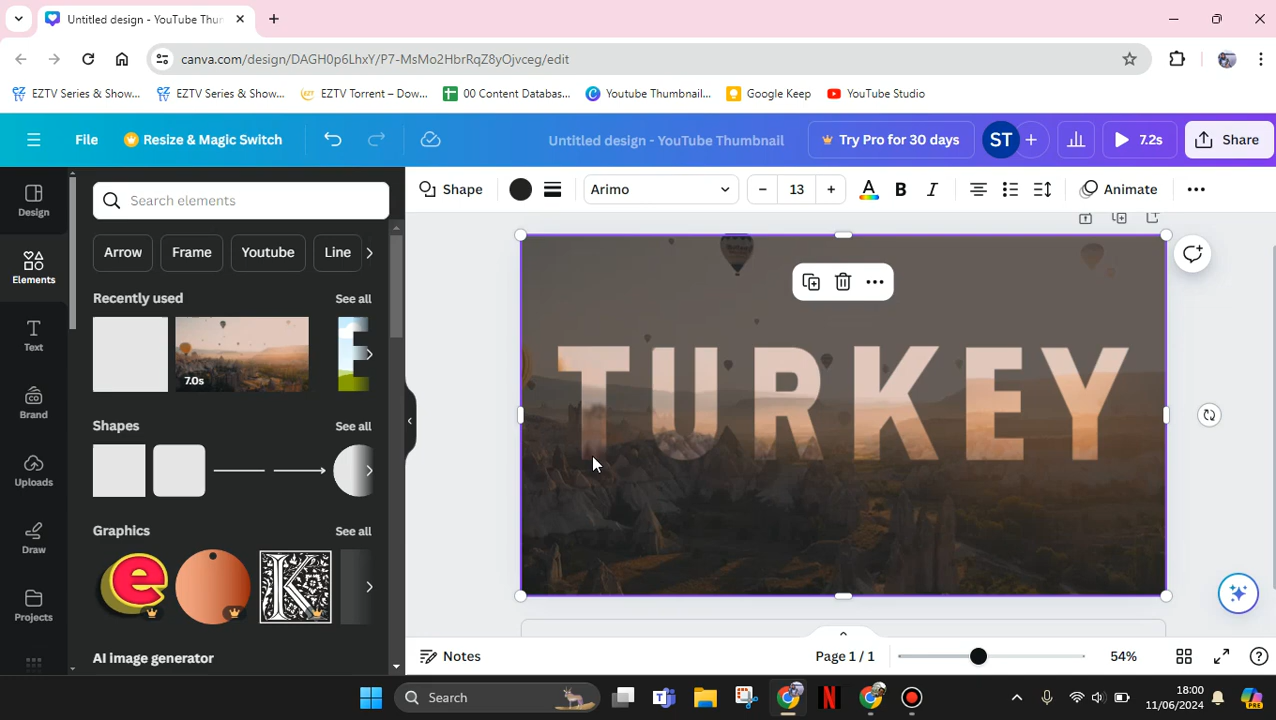 Untitled design - YouTube Thun
canva.com/design/DAGH0p6LhxY/P7-MsMo2HbrRqZ8yOjvceg/edit
EZTV Series & Show... EZTV Series & Show... EZTV Torrent – Dow... 00 Content Databas... Youtube Thumbnail... Google Keep YouTube Studio
File Resize & Magic Switch Untitled design - YouTube Thumbnail Try Pro for 30 days ST + 7.2s Share
Design
Elements
Text
Brand
Uploads
Draw
Projects
Search elements
Arrow Frame Youtube Line
Recently used See all
7.0s
Shapes See all
Graphics See all
e K
AI image generator
Shape Arimo – 13 + A B I Animate
TURKEY
Notes Page 1 / 1 54%
Search
18:00
11/06/2024
PRE